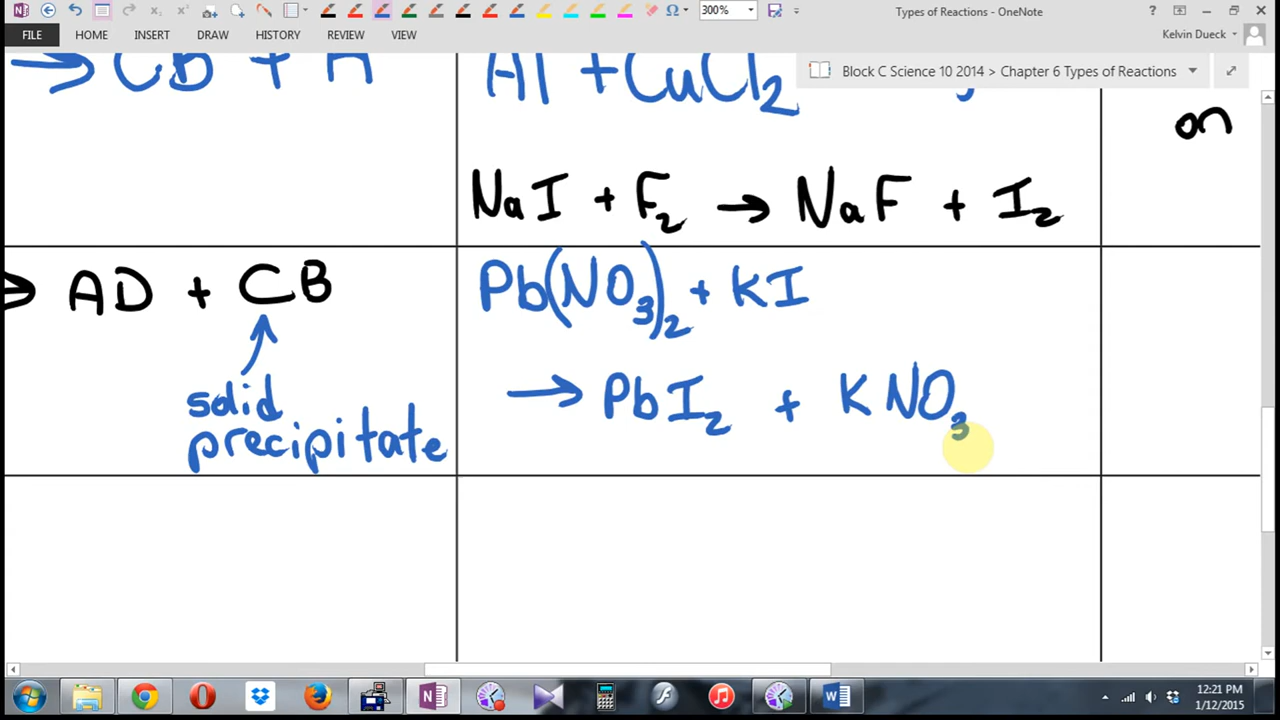 300%
Types of Reactions - OneNote
FILE HOME INSERT DRAW HISTORY REVIEW VIEW
Kelvin Dueck
Block C Science 10 2014 > Chapter 6 Types of Reactions
→ CB + A
Al + CuCl2
on
NaI + F2 → NaF + I2
→ AD + CB
Pb(NO3)2 + KI
→ PbI2 + KNO3
solid
precipitate
12:21 PM
1/12/2015